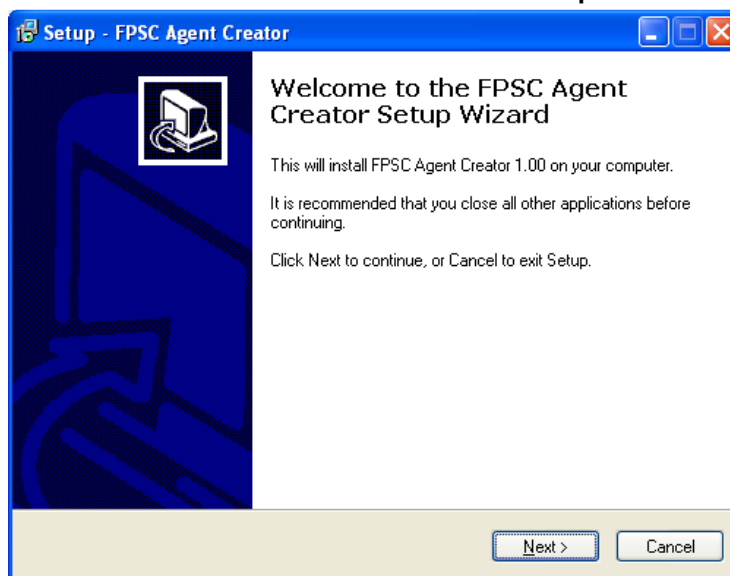 Setup - FPSC Agent Creator
Welcome to the FPSC Agent
Creator Setup Wizard
This will install FPSC Agent Creator 1.00 on your computer.
It is recommended that you close all other applications before
continuing.
Click Next to continue, or Cancel to exit Setup.
Next >
Cancel